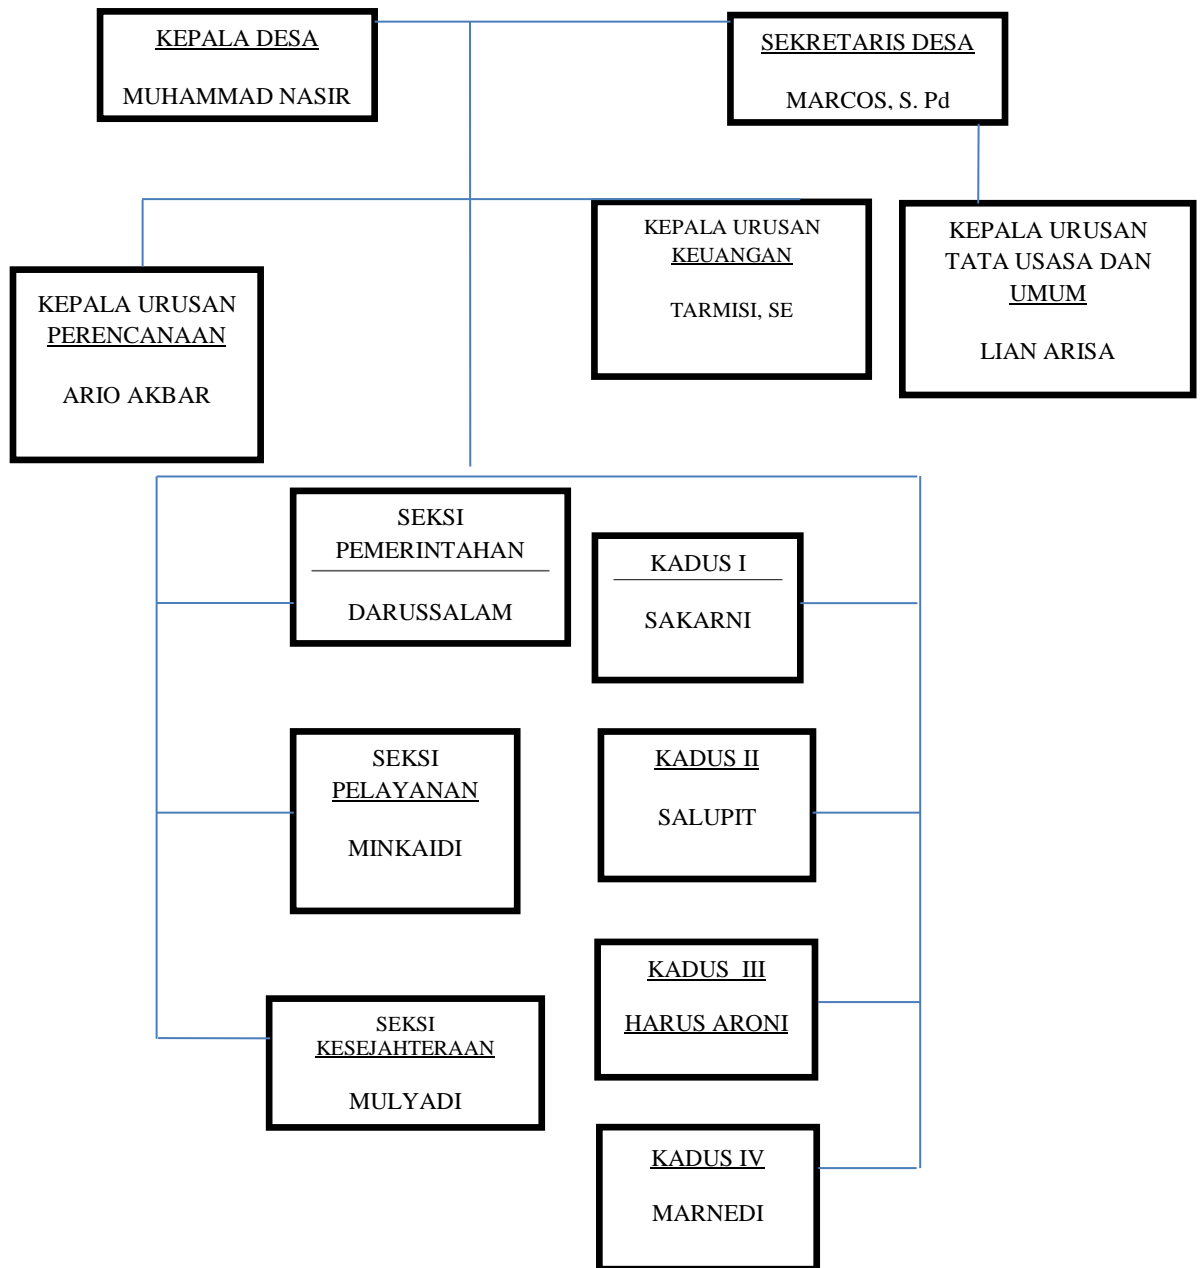 KEPALA DESA
MUHAMMAD NASIR
SEKRETARIS DESA
MARCOS, S. Pd
KEPALA URUSAN
PERENCANAAN
ARIO AKBAR
KEPALA URUSAN
KEUANGAN
TARMISI, SE
KEPALA URUSAN
TATA USASA DAN
UMUM
LIAN ARISA
SEKSI
PEMERINTAHAN
DARUSSALAM
KADUS I
SAKARNI
SEKSI
PELAYANAN
MINKAIDI
KADUS II
SALUPIT
SEKSI
KESEJAHTERAAN
MULYADI
KADUS  III
HARUS ARONI
KADUS IV
MARNEDI